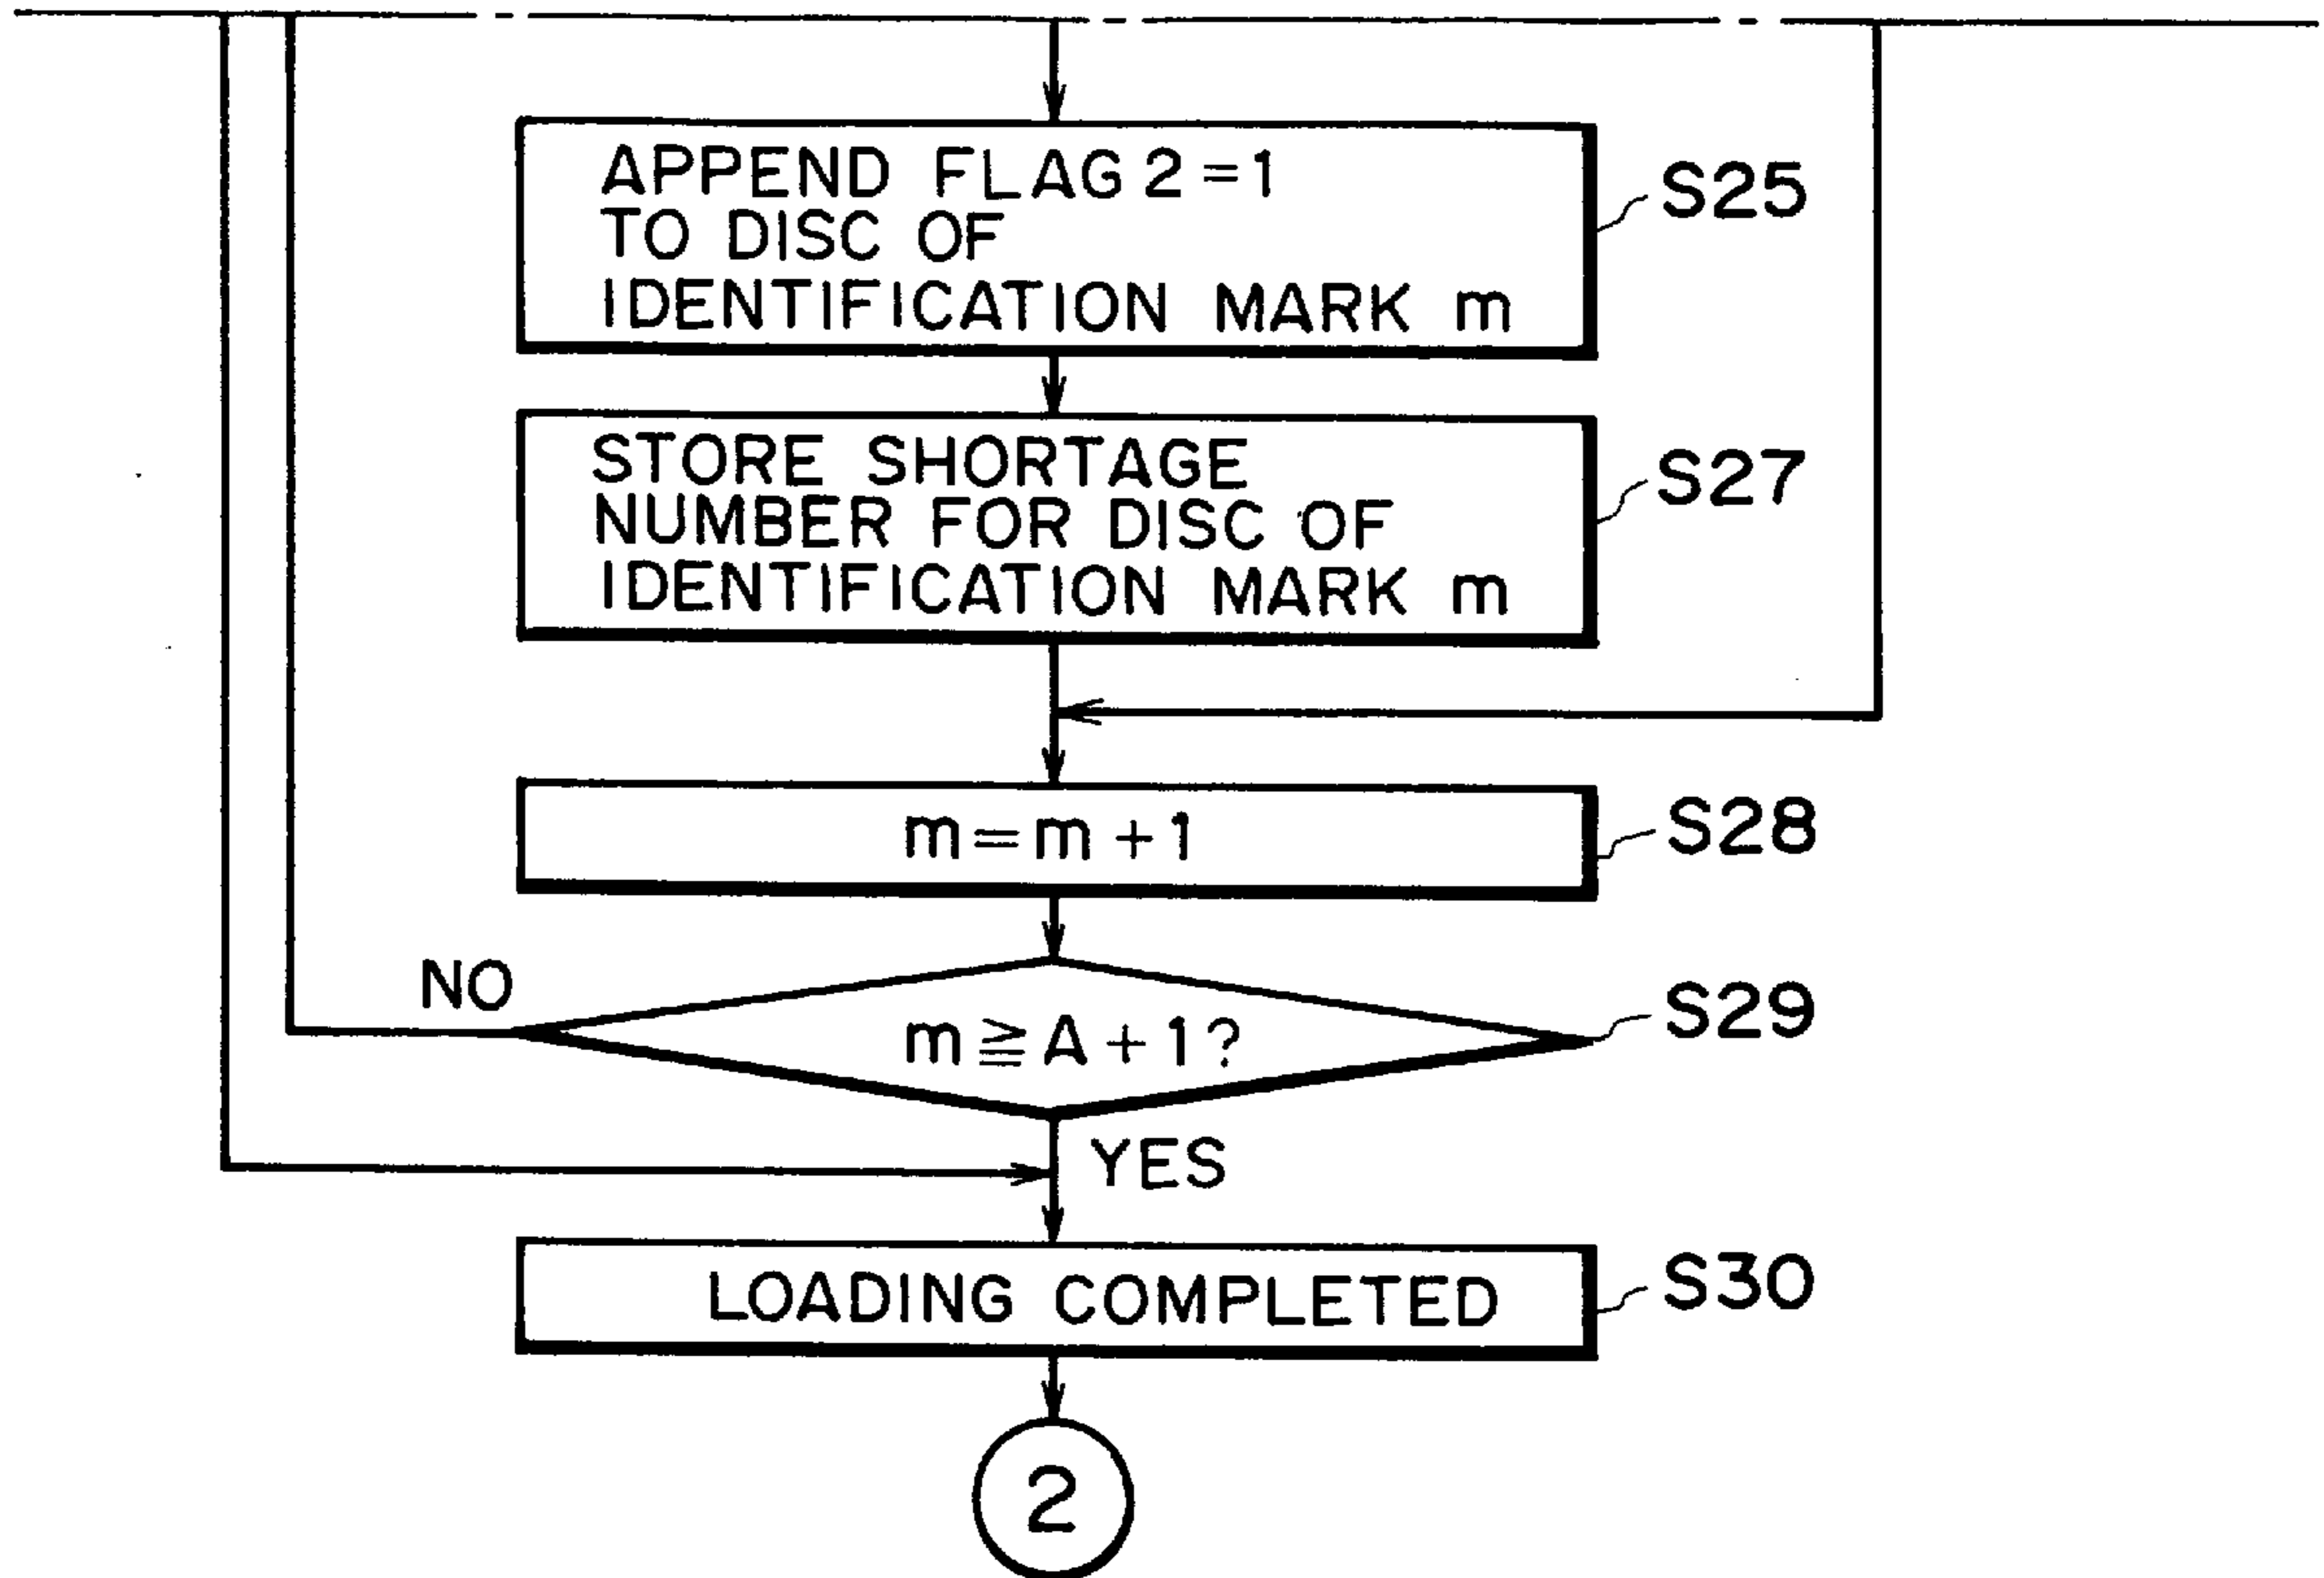 APPEND FLAG 2 = 1
TO DISC OF
IDENTIFICATION MARK m
S25
STORE SHORTAGE
NUMBER FOR DISC OF
IDENTIFICATION MARK m
S27
m = m + 1
S28
NO
m ≧ A + 1 ?
S29
YES
LOADING COMPLETED
S30
2